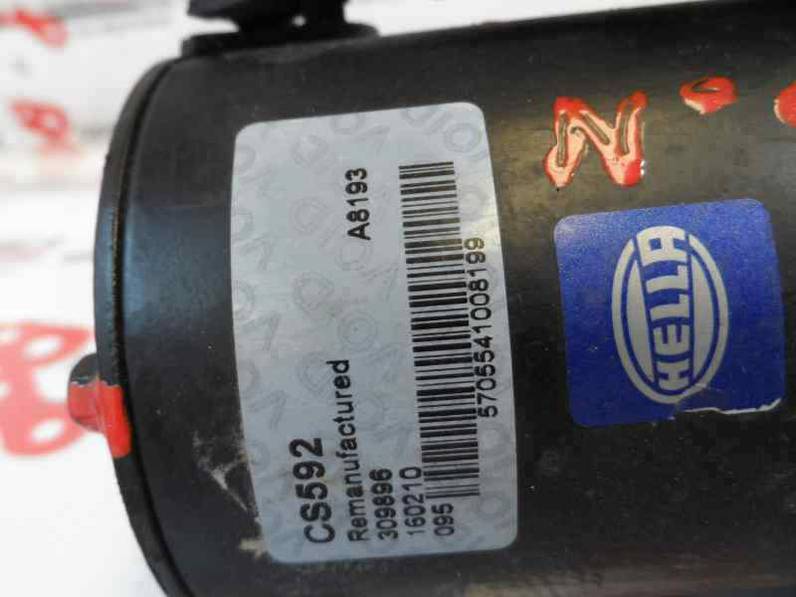 CS592
Remanufactured
309896 A8193
160210
095
5705541008199
HELLA
N.